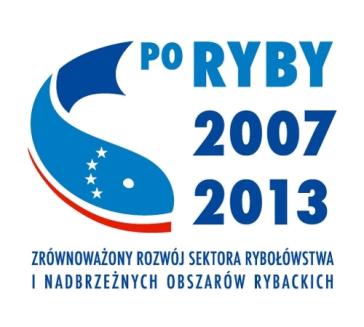 PO RYBY
2007
2013
ZRÓWNOWAŻONY ROZWÓJ SEKTORA RYBOŁÓWSTWA
I NADBRZEŻNYCH OBSZARÓW RYBACKICH